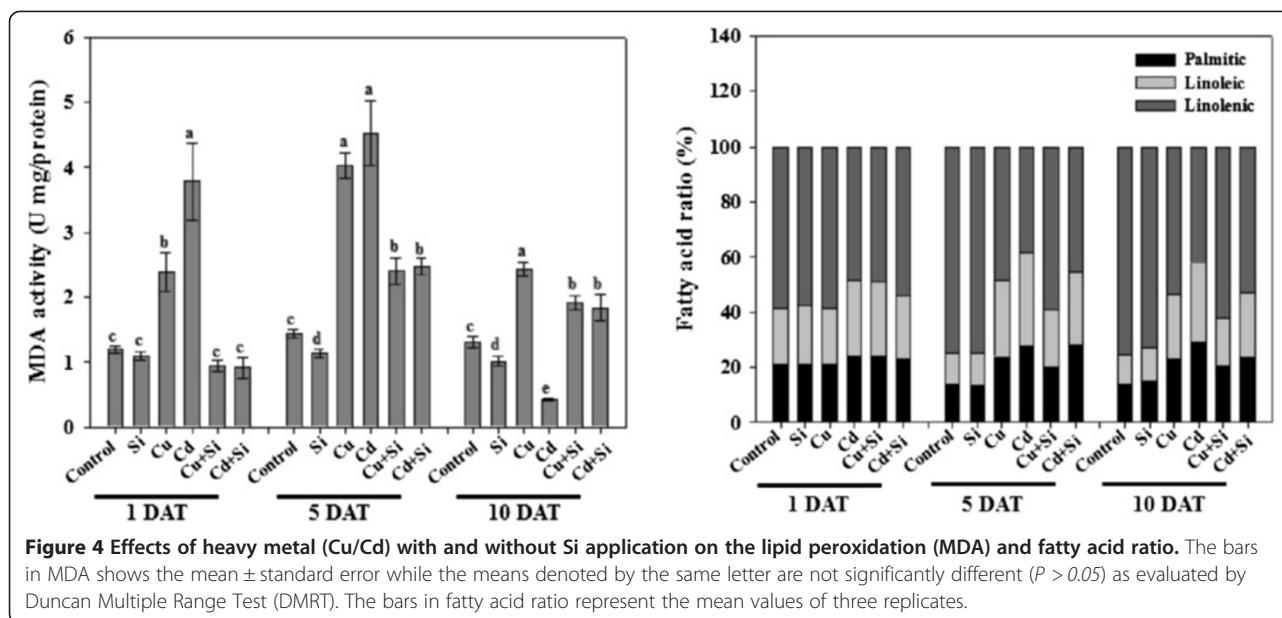 6
5
4
3
2
1
0
MDA activity (U mg/protein)
c c b a c c
c d a a b b
c d a e b b
Control Si Cu Cd Cu+Si Cd+Si
Control Si Cu Cd Cu+Si Cd+Si
Control Si Cu Cd Cu+Si Cd+Si
1 DAT 5 DAT 10 DAT
140
120
100
80
60
40
20
0
Fatty acid ratio (%)
Palmitic
Linoleic
Linolenic
Control Si Cu Cd Cu+Si Cd+Si
Control Si Cu Cd Cu+Si Cd+Si
Control Si Cu Cd Cu+Si Cd+Si
1 DAT 5 DAT 10 DAT
Figure 4 Effects of heavy metal (Cu/Cd) with and without Si application on the lipid peroxidation (MDA) and fatty acid ratio. The bars
in MDA shows the mean ± standard error while the means denoted by the same letter are not significantly different (P > 0.05) as evaluated by
Duncan Multiple Range Test (DMRT). The bars in fatty acid ratio represent the mean values of three replicates.